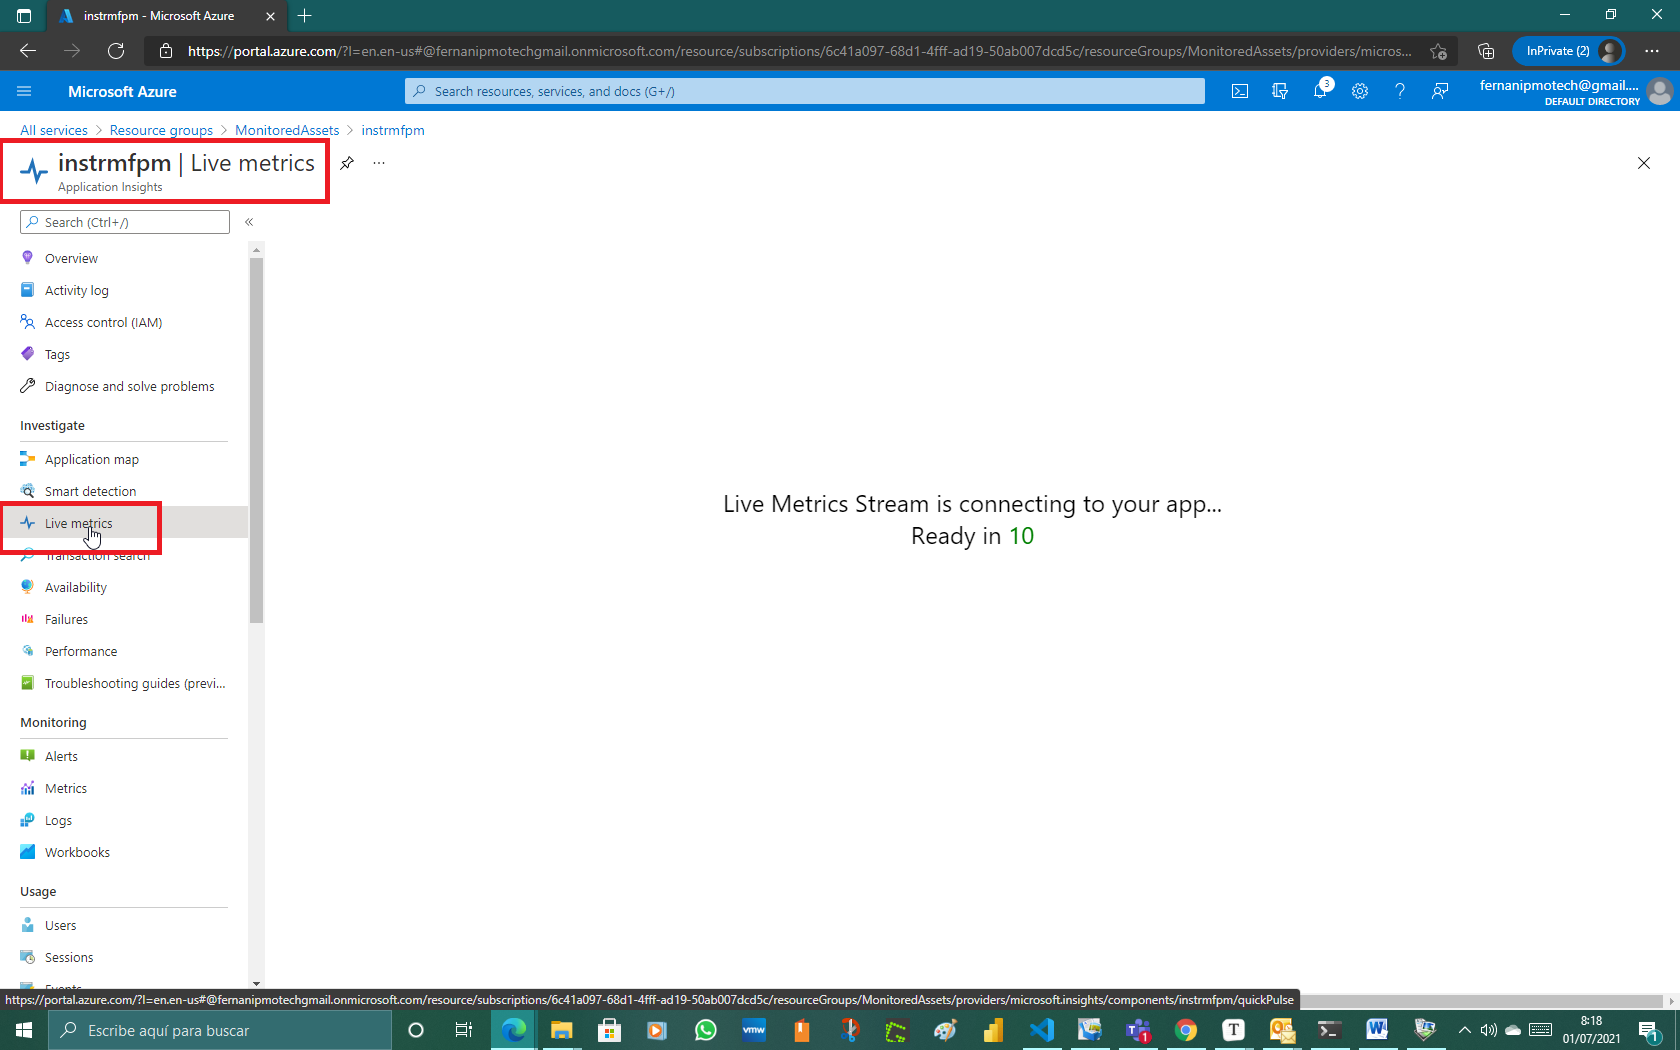 instrmfpm - Microsoft Azure
https://portal.azure.com/?l=en.en-us#@fernanipmotechgmail.onmicrosoft.com/resource/subscriptions/6c41a097-68d1-4fff-ad19-50ab007dcd5c/resourceGroups/MonitoredAssets/providers/micros...
InPrivate (2)
Microsoft Azure
Search resources, services, and docs (G+/)
3
fernanipmotech@gmail....
DEFAULT DIRECTORY
All services > Resource groups > MonitoredAssets > instrmfpm
instrmfpm | Live metrics
Application Insights
Search (Ctrl+/)
Overview
Activity log
Access control (IAM)
Tags
Diagnose and solve problems
Investigate
Application map
Smart detection
Live metrics
Transaction search
Availability
Failures
Performance
Troubleshooting guides (previ...
Monitoring
Alerts
Metrics
Logs
Workbooks
Usage
Users
Sessions
Events
Live Metrics Stream is connecting to your app...
Ready in 10
https://portal.azure.com/?l=en.en-us#@fernanipmotechgmail.onmicrosoft.com/resource/subscriptions/6c41a097-68d1-4fff-ad19-50ab007dcd5c/resourceGroups/MonitoredAssets/providers/microsoft.insights/components/instrmfpm/quickPulse
Escribe aquí para buscar
vmw
1
T
W
8:18
01/07/2021
1